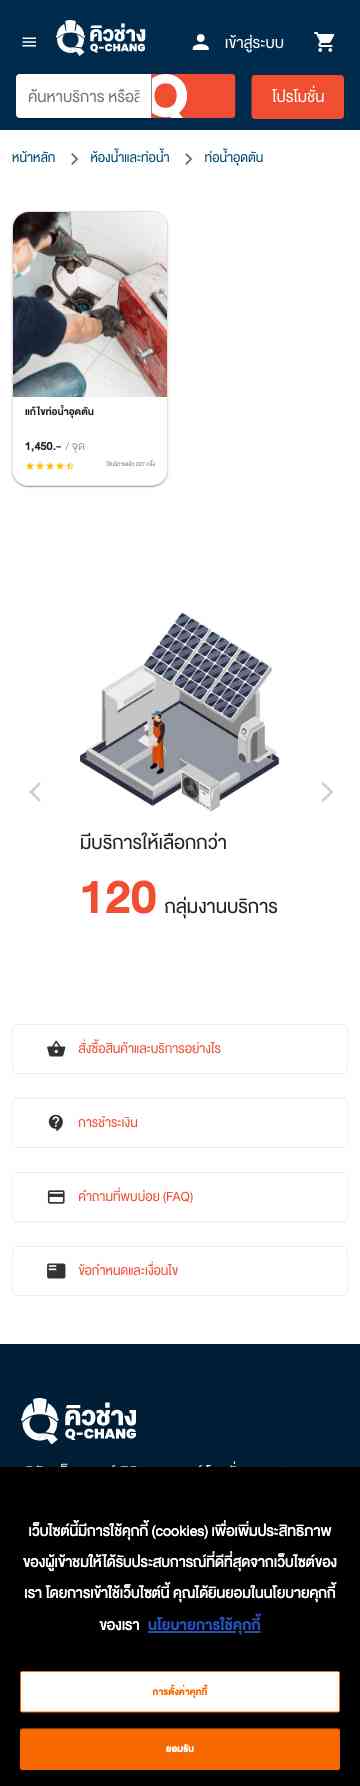 คิวช่าง
Q-CHANG
เข้าสู่ระบบ
ค้นหาบริการ หรือสิ
โปรโมชั่น
หน้าหลัก
ห้องน้ำและท่อน้ำ
ท่อน้ำอุดตัน
แก้ไขท่อน้ำอุดตัน
1,450.- / จุด
มีบริการให้เลือกกว่า
120 กลุ่มงานบริการ
สั่งซื้อสินค้าและบริการอย่างไร
การชำระเงิน
คำถามที่พบบ่อย (FAQ)
ข้อกำหนดและเงื่อนไข
คิวช่าง
Q-CHANG
เว็บไซต์นี้มีการใช้คุกกี้ (cookies) เพื่อเพิ่มประสิทธิภาพ
ของผู้เข้าชมให้ได้รับประสบการณ์ที่ดีที่สุดจากเว็บไซต์ของ
เรา โดยการเข้าใช้เว็บไซต์นี้ คุณได้ยินยอมในนโยบายคุกกี้
ของเรา นโยบายการใช้คุกกี้
การตั้งค่าคุกกี้
ยอมรับ